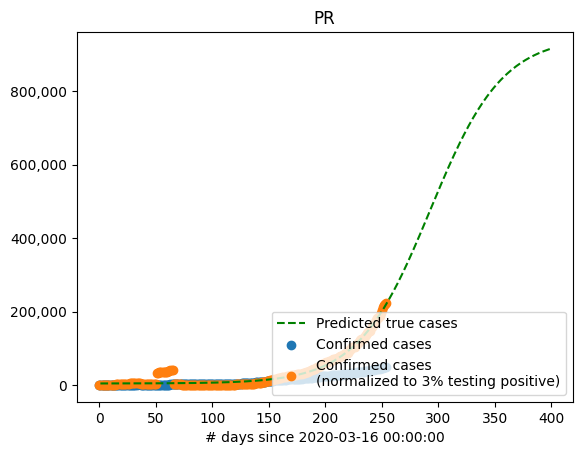 PR
800,000
600,000
400,000
200,000
0
Predicted true cases
Confirmed cases
Confirmed cases
(normalized to 3% testing positive)
0 50 100 150 200 250 300 350 400
# days since 2020-03-16 00:00:00